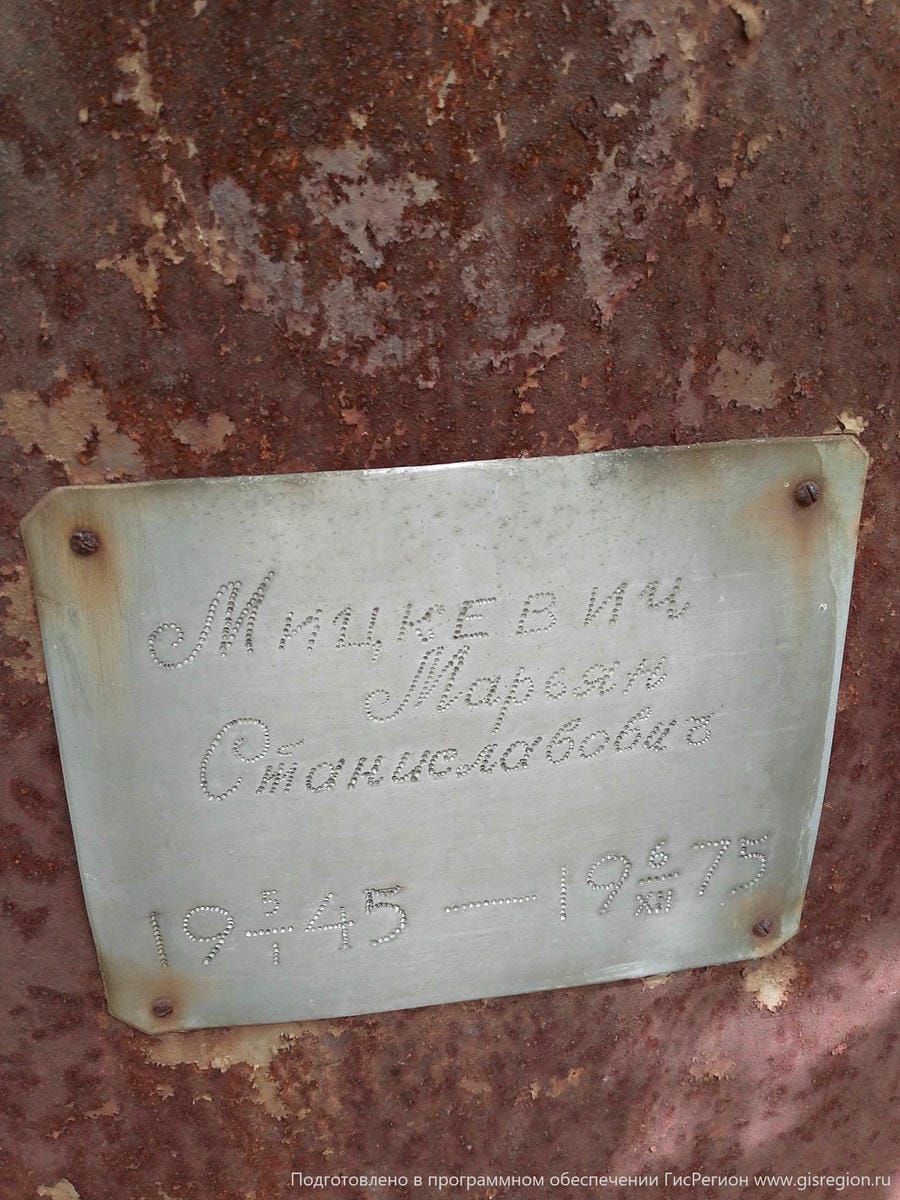 Мицкевич
Марьян
Станиславович
19 5/I 45 — 19 6/XII 75
Подготовлено в программном обеспечении ГисРегион www.gisregion.ru